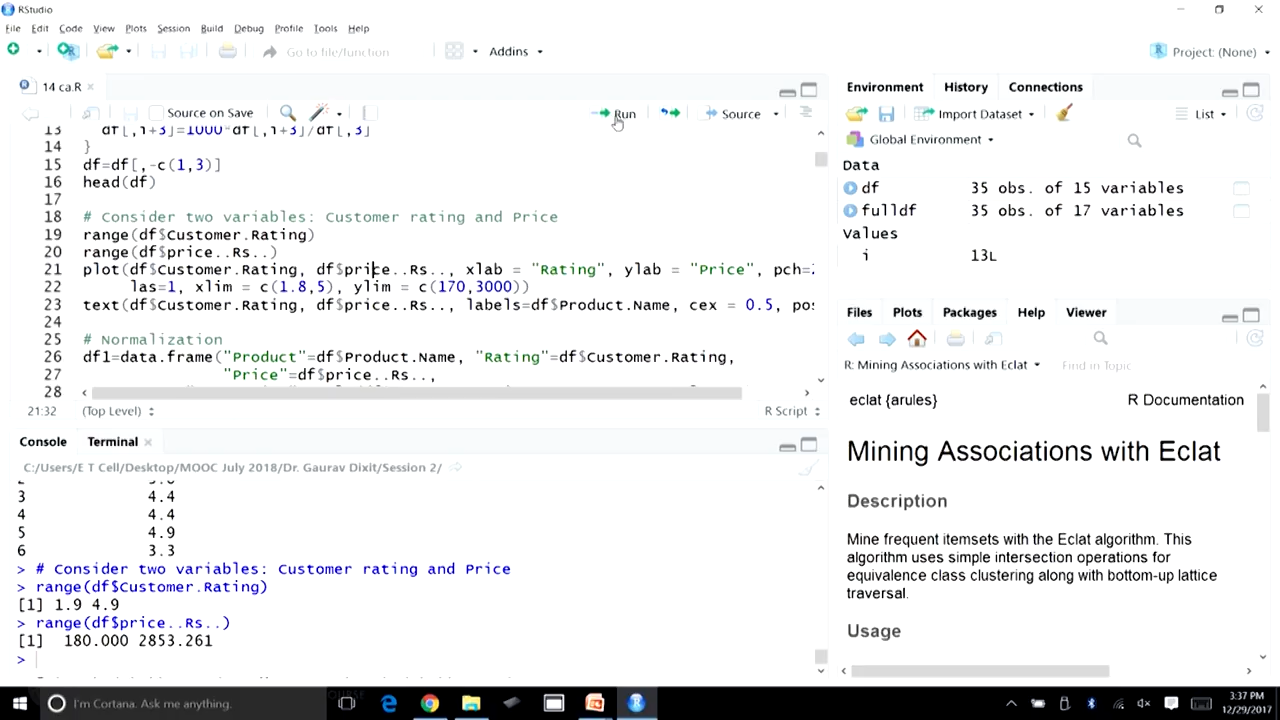 RStudio
File Edit Code View Plots Session Build Debug Profile Tools Help
Go to file/function Addins Project: (None)
14 ca.R
Source on Save Run Source
13 df[,i+3]=1000*df[,i+3]/df[,3]
14 }
15 df=df[,-c(1,3)]
16 head(df)
17
18 # Consider two variables: Customer rating and Price
19 range(df$Customer.Rating)
20 range(df$price..Rs..)
21 plot(df$Customer.Rating, df$price..Rs.., xlab = "Rating", ylab = "Price", pch=
22 las=1, xlim = c(1.8,5), ylim = c(170,3000))
23 text(df$Customer.Rating, df$price..Rs.., labels=df$Product.Name, cex = 0.5, pos
24
25 # Normalization
26 df1=data.frame("Product"=df$Product.Name, "Rating"=df$Customer.Rating,
27 "Price"=df$price..Rs..,
28
21:32 (Top Level) R Script
Console Terminal
C:/Users/E T Cell/Desktop/MOOC July 2018/Dr. Gaurav Dixit/Session 2/
3 4.4
4 4.4
5 4.9
6 3.3
> # Consider two variables: Customer rating and Price
> range(df$Customer.Rating)
[1] 1.9 4.9
> range(df$price..Rs..)
[1] 180.000 2853.261
>
Environment History Connections
Import Dataset List
Global Environment
Data
df 35 obs. of 15 variables
fulldf 35 obs. of 17 variables
Values
i 13L
Files Plots Packages Help Viewer
R: Mining Associations with Eclat Find in Topic
eclat {arules} R Documentation
Mining Associations with Eclat
Description
Mine frequent itemsets with the Eclat algorithm. This
algorithm uses simple intersection operations for
equivalence class clustering along with bottom-up lattice
traversal.
Usage
I'm Cortana. Ask me anything.
3:37 PM
12/29/2017